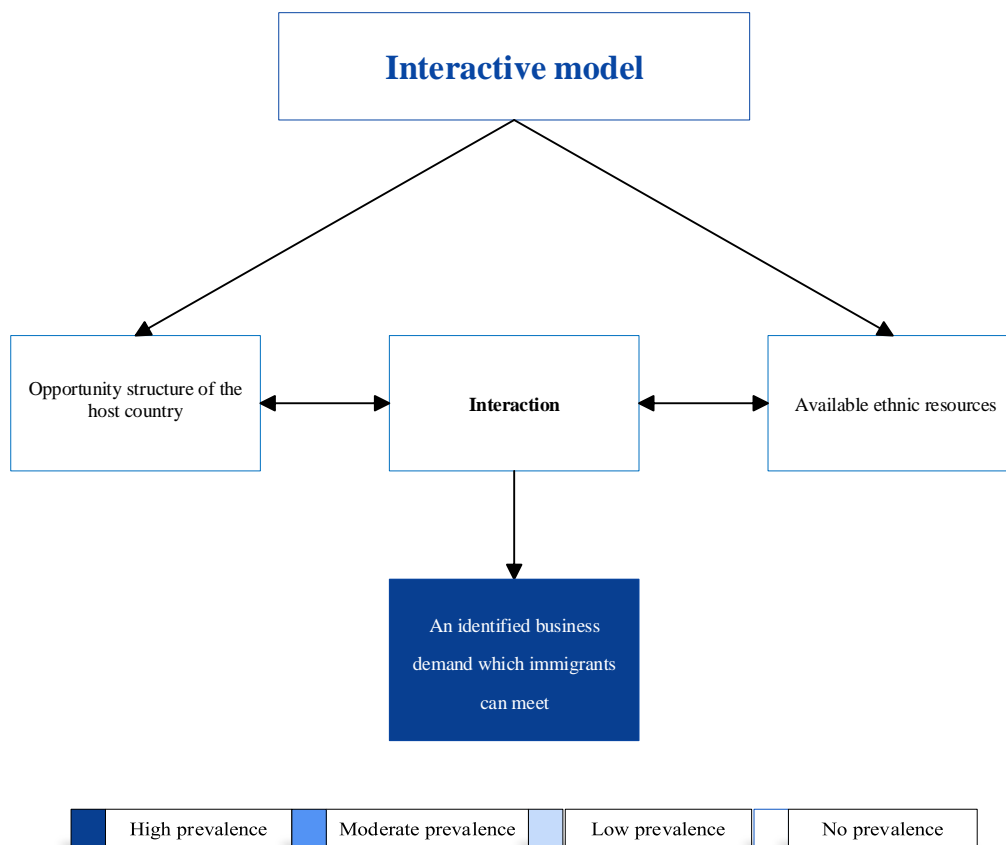 Interactive model
Opportunity structure of the
host country
Interaction
Available ethnic resources
An identified business
demand which immigrants
can meet
High prevalence
Moderate prevalence
Low prevalence
No prevalence